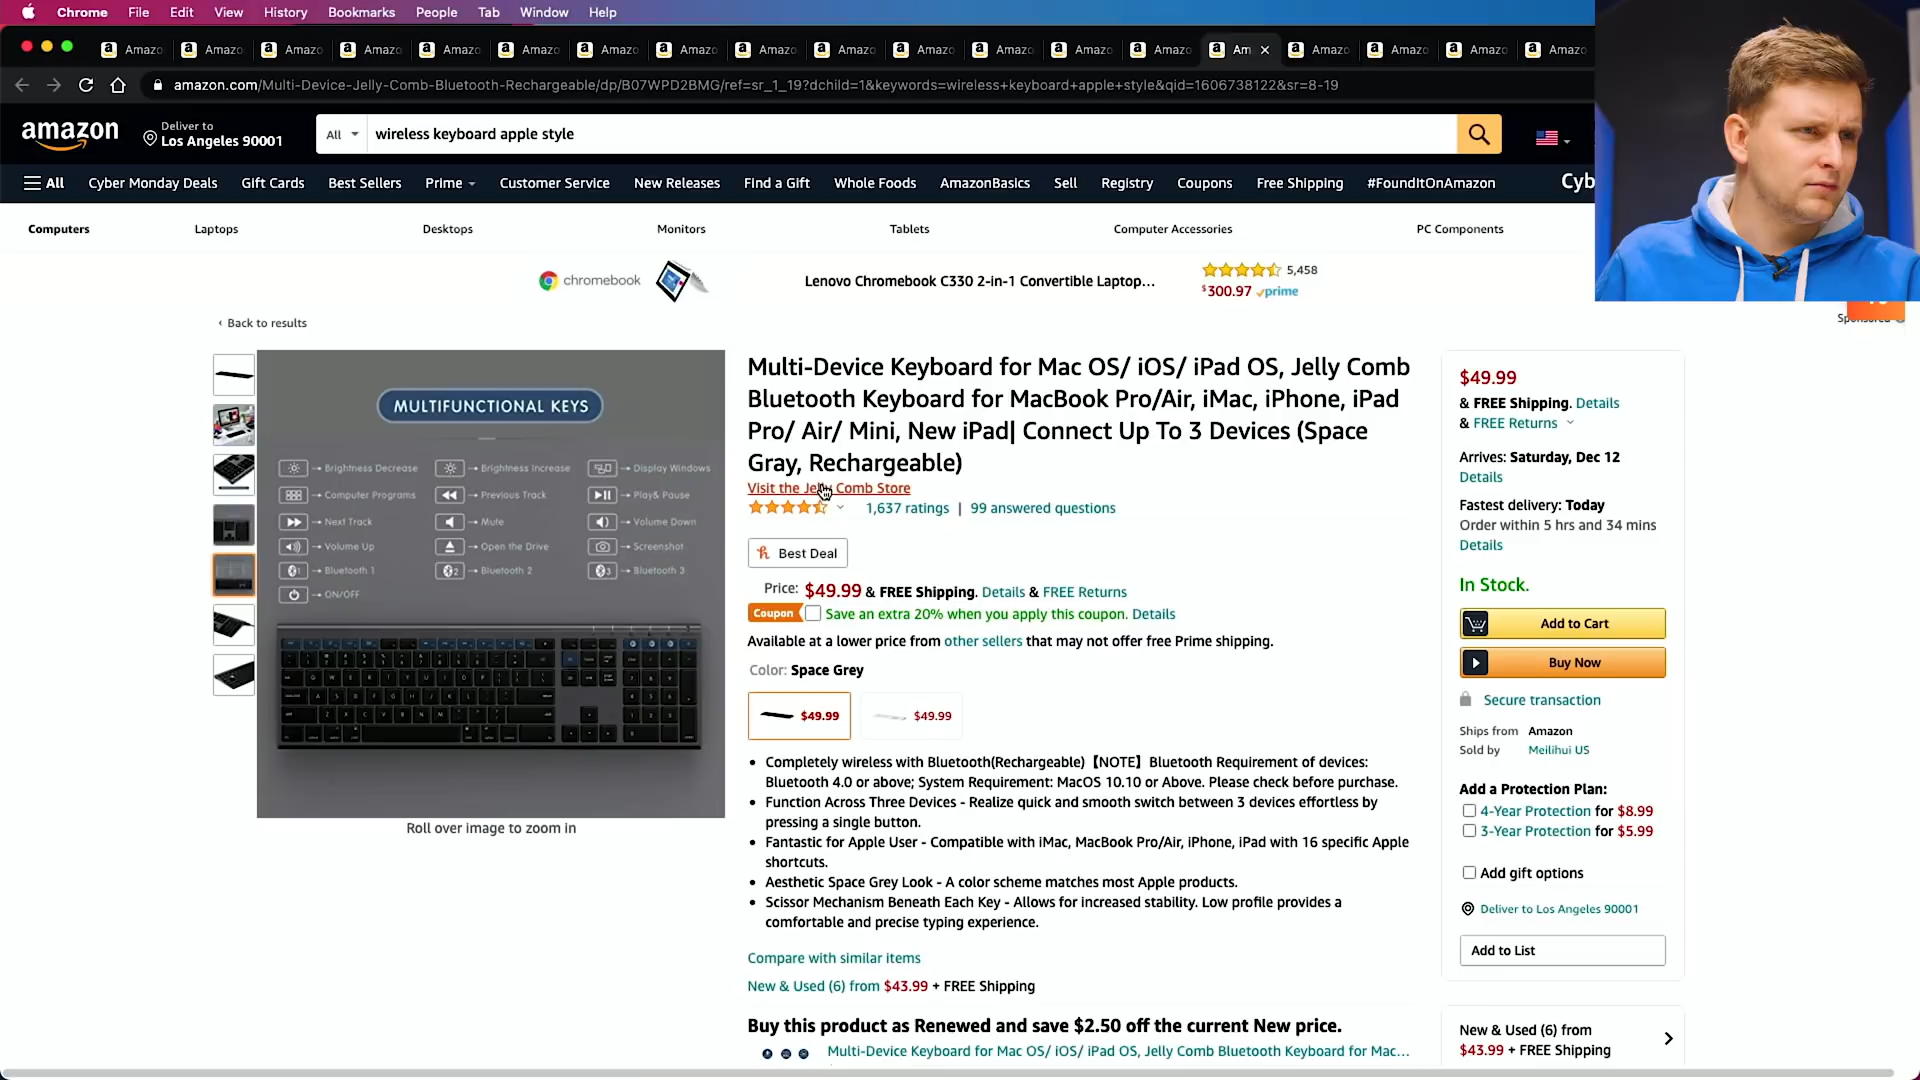 Chrome File Edit View History Bookmarks People Tab Window Help
Amazo Amazo Amazo Amazo Amazo Amazo Amazo Amazo Amazo Amazo Amazo Amazo Amazo Amazo Am Amazo Amazo Amazo Amazo
amazon.com/Multi-Device-Jelly-Comb-Bluetooth-Rechargeable/dp/B07WPD2BMG/ref=sr_1_19?dchild=1&keywords=wireless+keyboard+apple+style&qid=1606738122&sr=8-19
amazon
Deliver to
Los Angeles 90001
All
wireless keyboard apple style
All Cyber Monday Deals Gift Cards Best Sellers Prime Customer Service New Releases Find a Gift Whole Foods AmazonBasics Sell Registry Coupons Free Shipping #FoundItOnAmazon Cyb
Computers Laptops Desktops Monitors Tablets Computer Accessories PC Components
chromebook
Lenovo Chromebook C330 2-in-1 Convertible Laptop...
5,458
$300.97 prime
Sponsored
‹ Back to results
MULTIFUNCTIONAL KEYS
Brightness Decrease Brightness Increase Display Windows
Computer Programs Previous Track Play& Pause
Next Track Mute Volume Down
Volume Up Open the Drive Screenshot
Bluetooth 1 Bluetooth 2 Bluetooth 3
ON/OFF
Roll over image to zoom in
Multi-Device Keyboard for Mac OS/ iOS/ iPad OS, Jelly Comb
Bluetooth Keyboard for MacBook Pro/Air, iMac, iPhone, iPad
Pro/ Air/ Mini, New iPad| Connect Up To 3 Devices (Space
Gray, Rechargeable)
Visit the Jelly Comb Store
1,637 ratings | 99 answered questions
Best Deal
Price: $49.99 & FREE Shipping. Details & FREE Returns
Coupon Save an extra 20% when you apply this coupon. Details
Available at a lower price from other sellers that may not offer free Prime shipping.
Color: Space Grey
$49.99 $49.99
• Completely wireless with Bluetooth(Rechargeable)【NOTE】Bluetooth Requirement of devices:
Bluetooth 4.0 or above; System Requirement: MacOS 10.10 or Above. Please check before purchase.
• Function Across Three Devices - Realize quick and smooth switch between 3 devices effortless by
pressing a single button.
• Fantastic for Apple User - Compatible with iMac, MacBook Pro/Air, iPhone, iPad with 16 specific Apple
shortcuts.
• Aesthetic Space Grey Look - A color scheme matches most Apple products.
• Scissor Mechanism Beneath Each Key - Allows for increased stability. Low profile provides a
comfortable and precise typing experience.
Compare with similar items
New & Used (6) from $43.99 + FREE Shipping
Buy this product as Renewed and save $2.50 off the current New price.
Multi-Device Keyboard for Mac OS/ iOS/ iPad OS, Jelly Comb Bluetooth Keyboard for Mac...
$49.99
& FREE Shipping. Details
& FREE Returns
Arrives: Saturday, Dec 12
Details
Fastest delivery: Today
Order within 5 hrs and 34 mins
Details
In Stock.
Add to Cart
Buy Now
Secure transaction
Ships from Amazon
Sold by Meilihui US
Add a Protection Plan:
4-Year Protection for $8.99
3-Year Protection for $5.99
Add gift options
Deliver to Los Angeles 90001
Add to List
New & Used (6) from
$43.99 + FREE Shipping